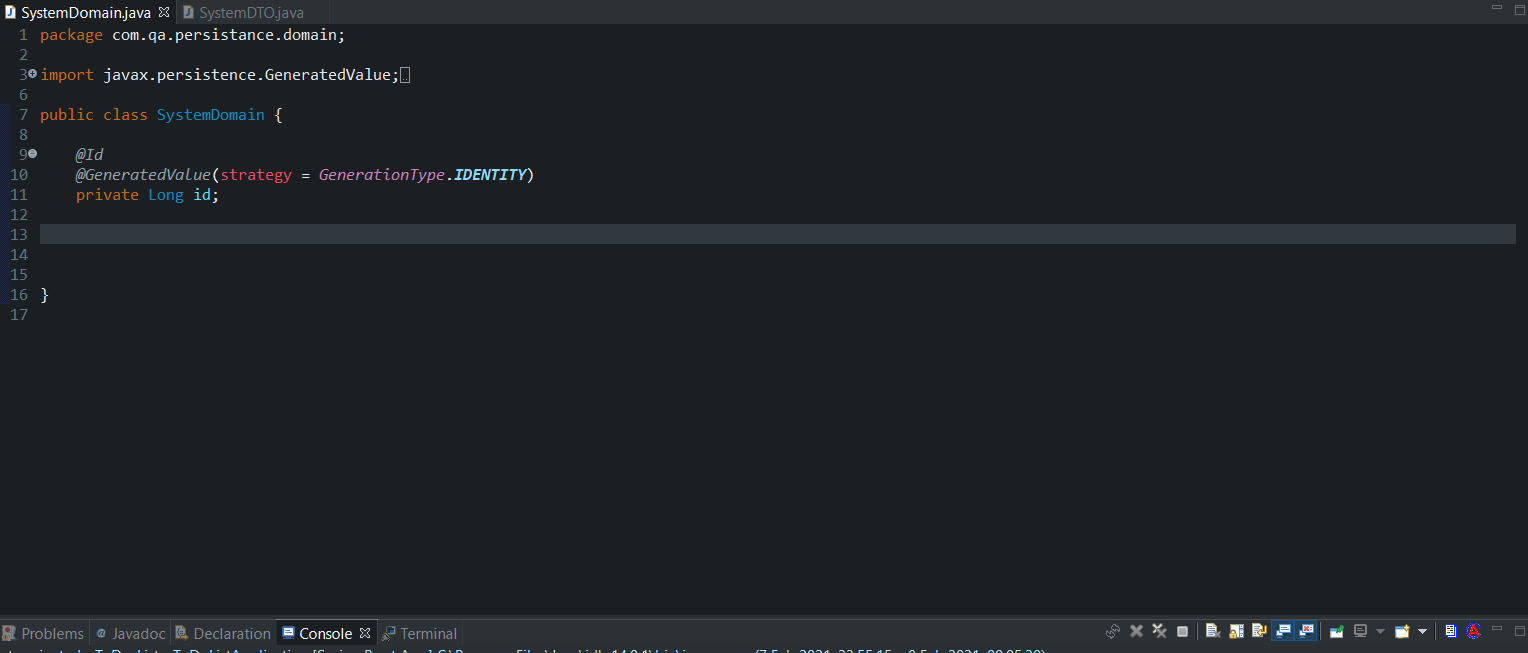 SystemDomain.java SystemDTO.java
1 package com.qa.persistance.domain;
2
3 import javax.persistence.GeneratedValue;
6
7 public class SystemDomain {
8
9 @Id
10 @GeneratedValue(strategy = GenerationType.IDENTITY)
11 private Long id;
12
13
14
15
16 }
17
Problems @ Javadoc Declaration Console Terminal